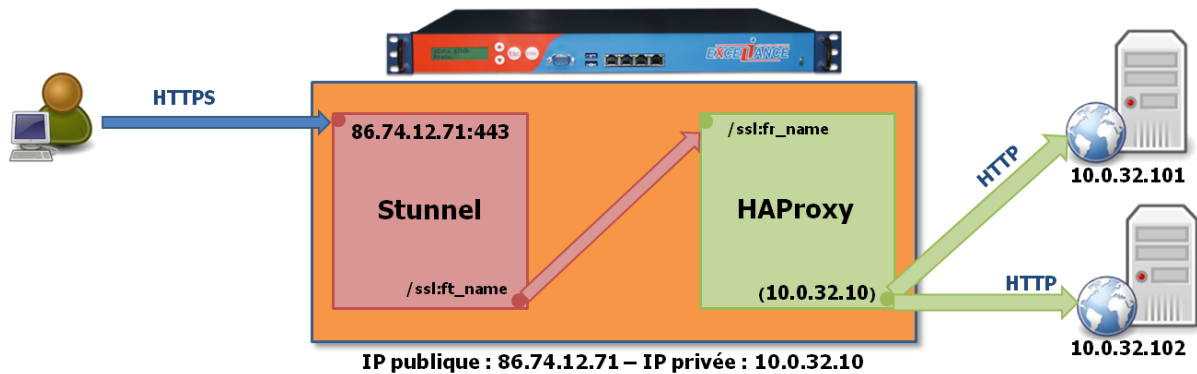 EXCELIANCE
HTTPS
86.74.12.71:443
Stunnel
/ssl:ft_name
/ssl:fr_name
HAProxy
(10.0.32.10)
HTTP
10.0.32.101
HTTP
10.0.32.102
IP publique : 86.74.12.71 – IP privée : 10.0.32.10